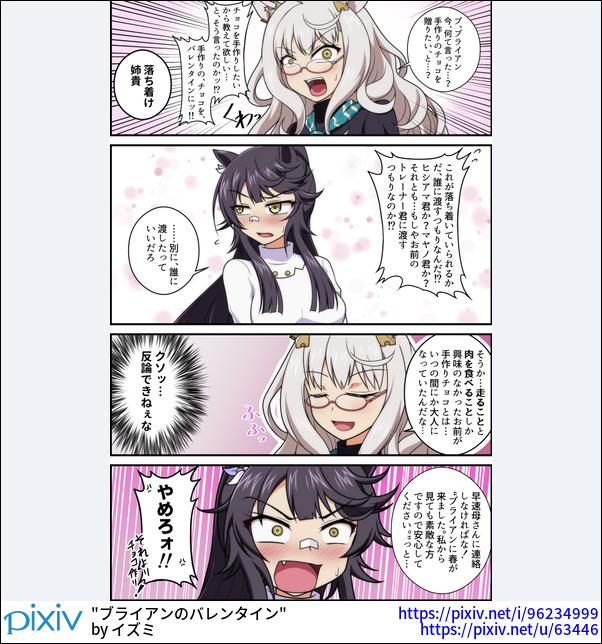 ブ、ブライアン
今、何て言った…？
手作りのチョコを
贈りたい、と…？
チョコを手作りしたい
から教えて欲しい…
と、そう言ったのかッ!?
手作りの、チョコを、
バレンタインにッ!!
くわっ
落ち着け
姉貴
これが落ち着いていられるか
だ、誰に渡すつもりなんだ!?
ヒシアマ君か？マヤノ君か？
それとも…もしやお前の
トレーナー君に渡す
つもりなのか!?
……別に、誰に
渡したって
いいだろ
そうか…走ることと
肉を食べることしか
興味のなかったお前が
手作りチョコとは…
いつの間にか大人に
なっていたんだな…
ふふっ
クソッ…
反論できねぇな
早速母さんに連絡
しなければな！
"ブライアンに春が
来ました。私から
見ても素敵な方
ですので安心して
ください。"っと
やめろォ!!
それより
チョコ作り！
pixiv
"ブライアンのバレンタイン"
by イズミ
https://pixiv.net/i/96234999
https://pixiv.net/u/63446